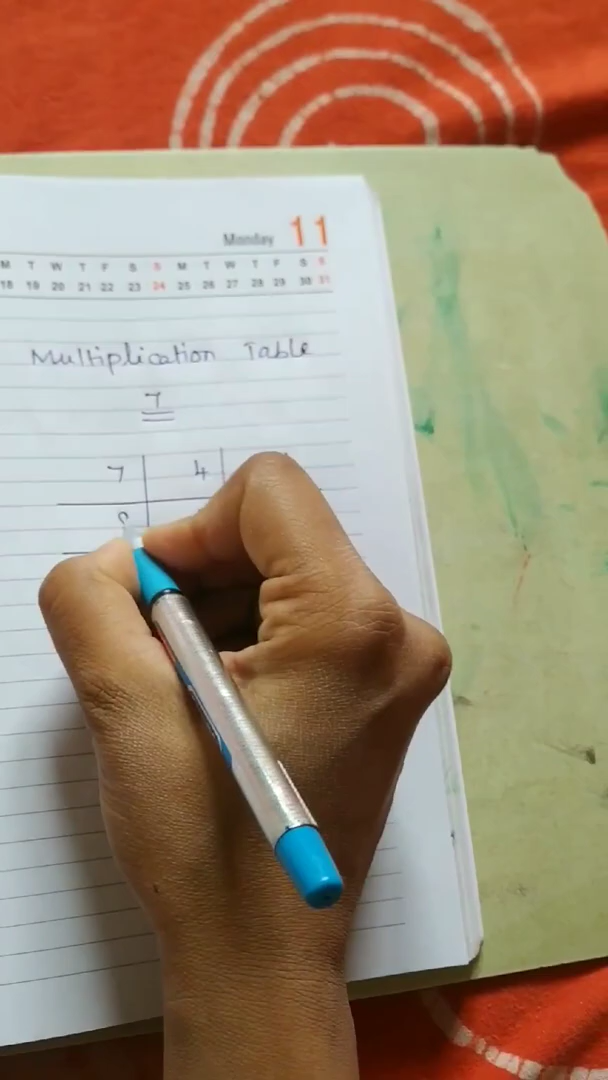 Monday 11
M T W T F S S M T W T F S S
18 19 20 21 22 23 24 25 26 27 28 29 30 31
Multiplication Table
7
7 4
8